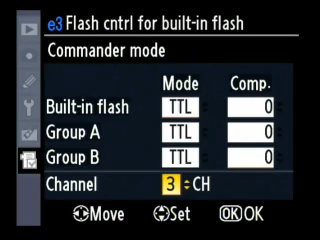 e3 Flash cntrl for built-in flash
Commander mode
Mode Comp.
Built-in flash TTL 0
Group A TTL 0
Group B TTL 0
Channel 3 CH
Move Set OK OK